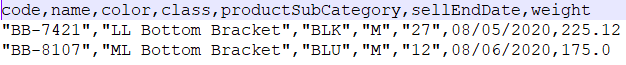 code,name,color,class,productSubCategory,sellEndDate,weight
"BB-7421","LL Bottom Bracket","BLK","M","27",08/05/2020,225.12
"BB-8107","ML Bottom Bracket","BLU","M","12",08/06/2020,175.0